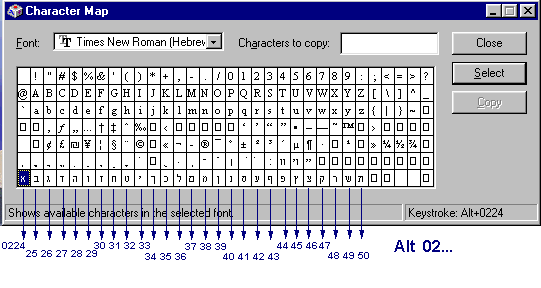 Character Map
Font: Times New Roman (Hebrew Characters to copy: Close
! " # $ % & ' ( ) * + , - . / 0 1 2 3 4 5 6 7 8 9 : ; < = > ?
Select
@ A B C D E F G H I J K L M N O P Q R S T U V W X Y Z [ \ ] ^ _
` a b c d e f g h i j k l m n o p q r s t u v w x y z { | } ~
Copy
‚ ƒ „ … † ‡ ˆ ‰ ‹ ‘ ’ “ ” • – — ˜ ™ ›
¢ £ ₪ ¥ ¦ § ¨ © « ¬ - ® ¯ ° ± ² ³ ´ µ ¶ · ¹ » ¼ ½ ¾
א ב ג ד ה ו ז ח ט י ך כ ל ם מ ן נ ס ע ף פ ץ צ ק ר ש ת
Shows available characters in the selected font. Keystroke: Alt+0224
0224 25 26 27 28 29 30 31 32 33 34 35 36 37 38 39 40 41 42 43 44 45 46 47 48 49 50
Alt 02...